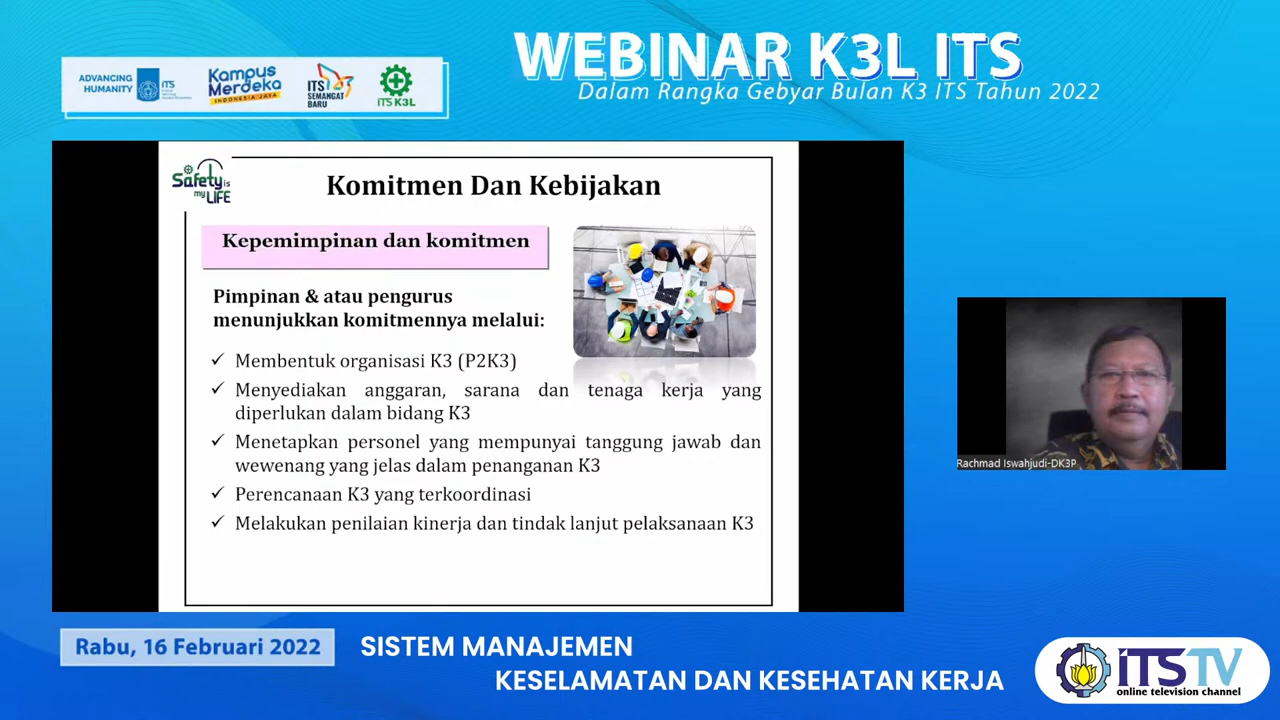 WEBINAR K3L ITS
Dalam Rangka Gebyar Bulan K3 ITS Tahun 2022
ADVANCING
HUMANITY
ITS
Kampus
Merdeka
INDONESIA JAYA
ITS
SEMANGAT
BARU
ITS K3L
Safety is
my LIFE
Komitmen Dan Kebijakan
Kepemimpinan dan komitmen
Pimpinan & atau pengurus
menunjukkan komitmennya melalui:
✓ Membentuk organisasi K3 (P2K3)
✓ Menyediakan anggaran, sarana dan tenaga kerja yang
diperlukan dalam bidang K3
✓ Menetapkan personel yang mempunyai tanggung jawab dan
wewenang yang jelas dalam penanganan K3
✓ Perencanaan K3 yang terkoordinasi
✓ Melakukan penilaian kinerja dan tindak lanjut pelaksanaan K3
Rachmad Iswahjudi-DK3P
Rabu, 16 Februari 2022
SISTEM MANAJEMEN
KESELAMATAN DAN KESEHATAN KERJA
iTSTV
online television channel